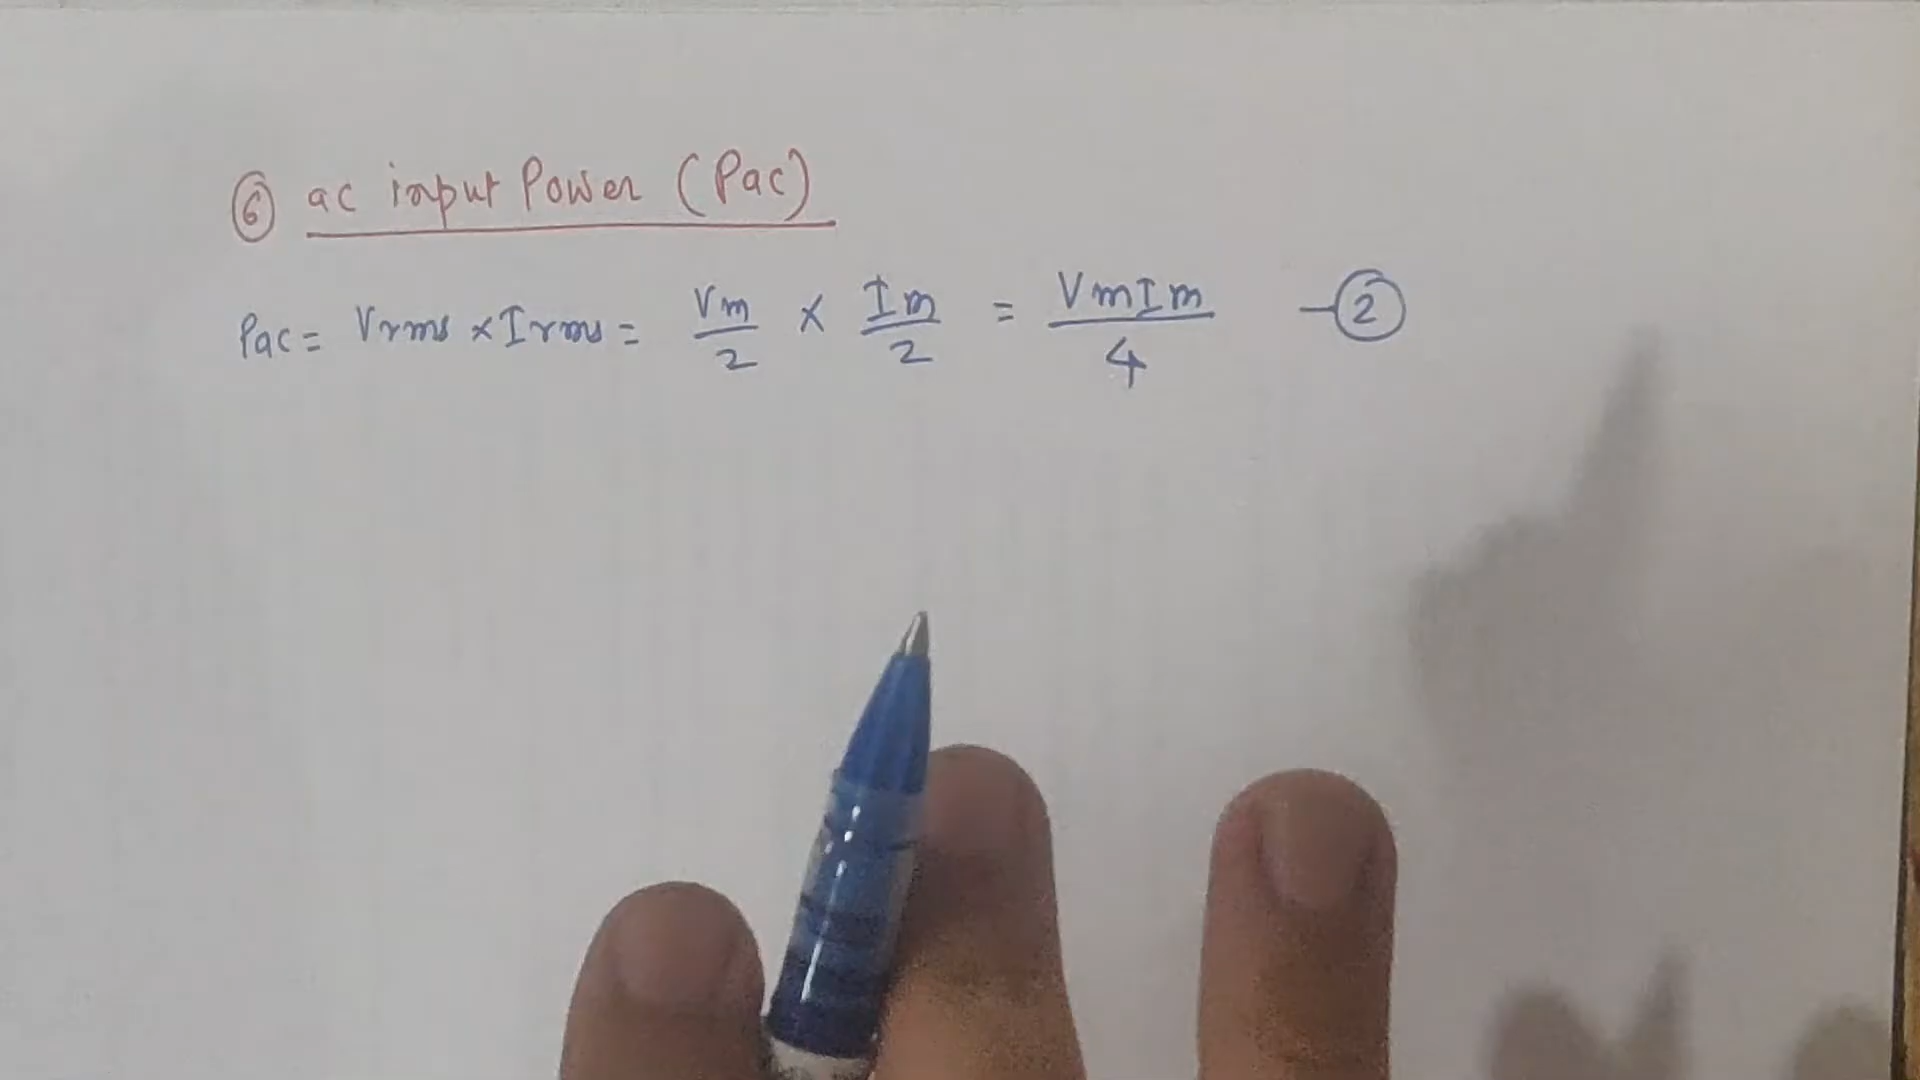 ⑥ ac input Power (Pac)
Pac = Vrms × Irms = Vm/2 × Im/2 = VmIm/4 -②